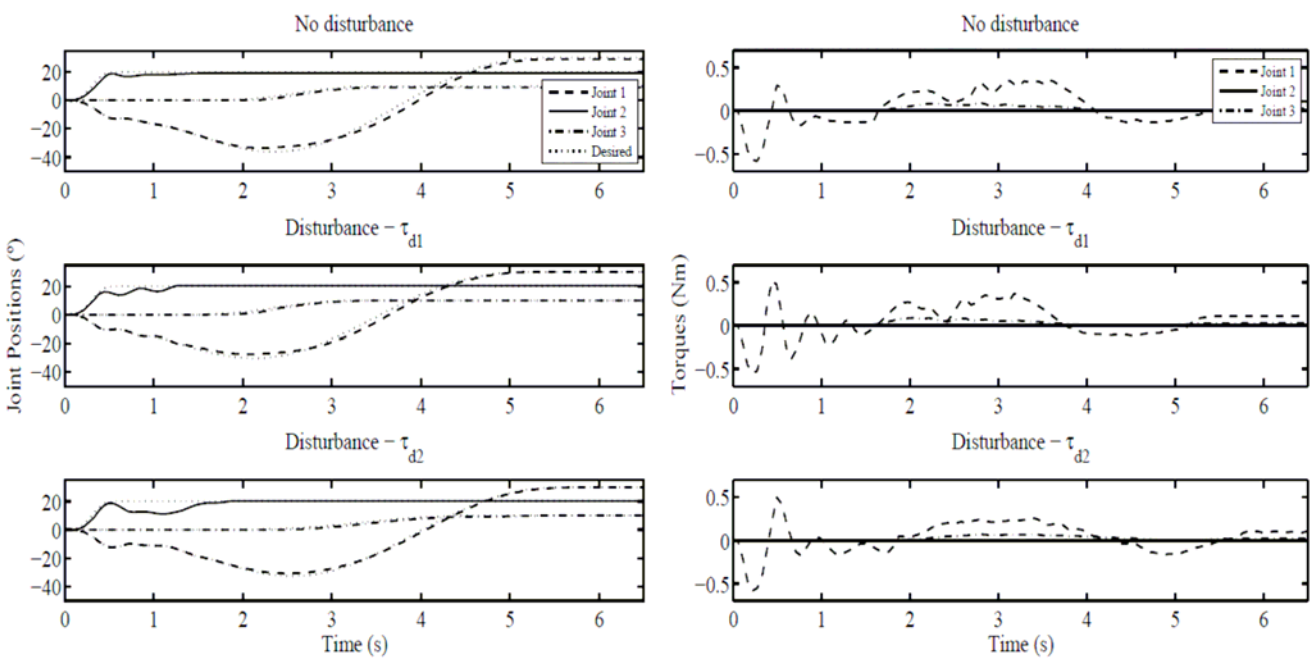 No disturbance
20
0
−20
−40
0 1 2 3 4 5 6
Joint 1
Joint 2
Joint 3
Desired
Disturbance − τd1
20
0
−20
−40
0 1 2 3 4 5 6
Disturbance − τd2
20
0
−20
−40
0 1 2 3 4 5 6
Time (s)
Joint Positions (º)
No disturbance
0.5
0
−0.5
0 1 2 3 4 5 6
Joint 1
Joint 2
Joint 3
Disturbance − τd1
0.5
0
−0.5
0 1 2 3 4 5 6
Disturbance − τd2
0.5
0
−0.5
0 1 2 3 4 5 6
Time (s)
Torques (Nm)